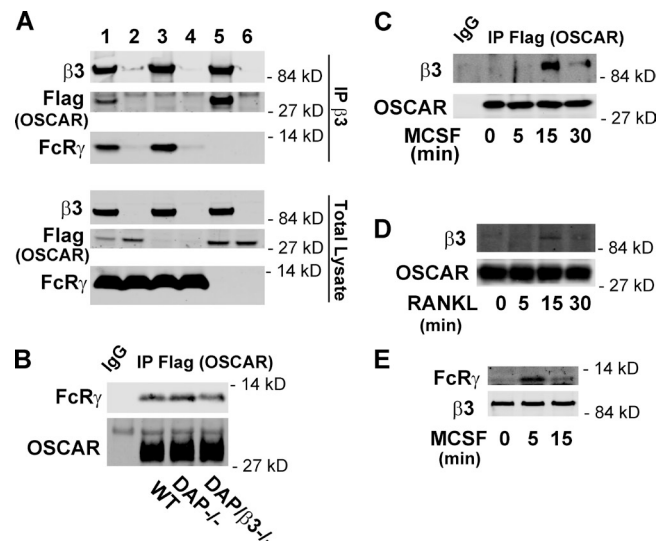 A
1 2 3 4 5 6
β3
- 84 kD
Flag
(OSCAR)
- 27 kD
- 14 kD
FcRγ
IP β3
β3
- 84 kD
Flag
(OSCAR)
- 27 kD
- 14 kD
FcRγ
Total Lysate
B
IgG
IP Flag (OSCAR)
- 14 kD
FcRγ
OSCAR
- 27 kD
WT
DAP-/-
DAP/β3-/-
C
IgG
IP Flag (OSCAR)
β3
- 84 kD
OSCAR
- 27 kD
MCSF 0 5 15 30
(min)
D
β3
- 84 kD
OSCAR
- 27 kD
RANKL 0 5 15 30
(min)
E
- 14 kD
FcRγ
β3
- 84 kD
MCSF 0 5 15
(min)